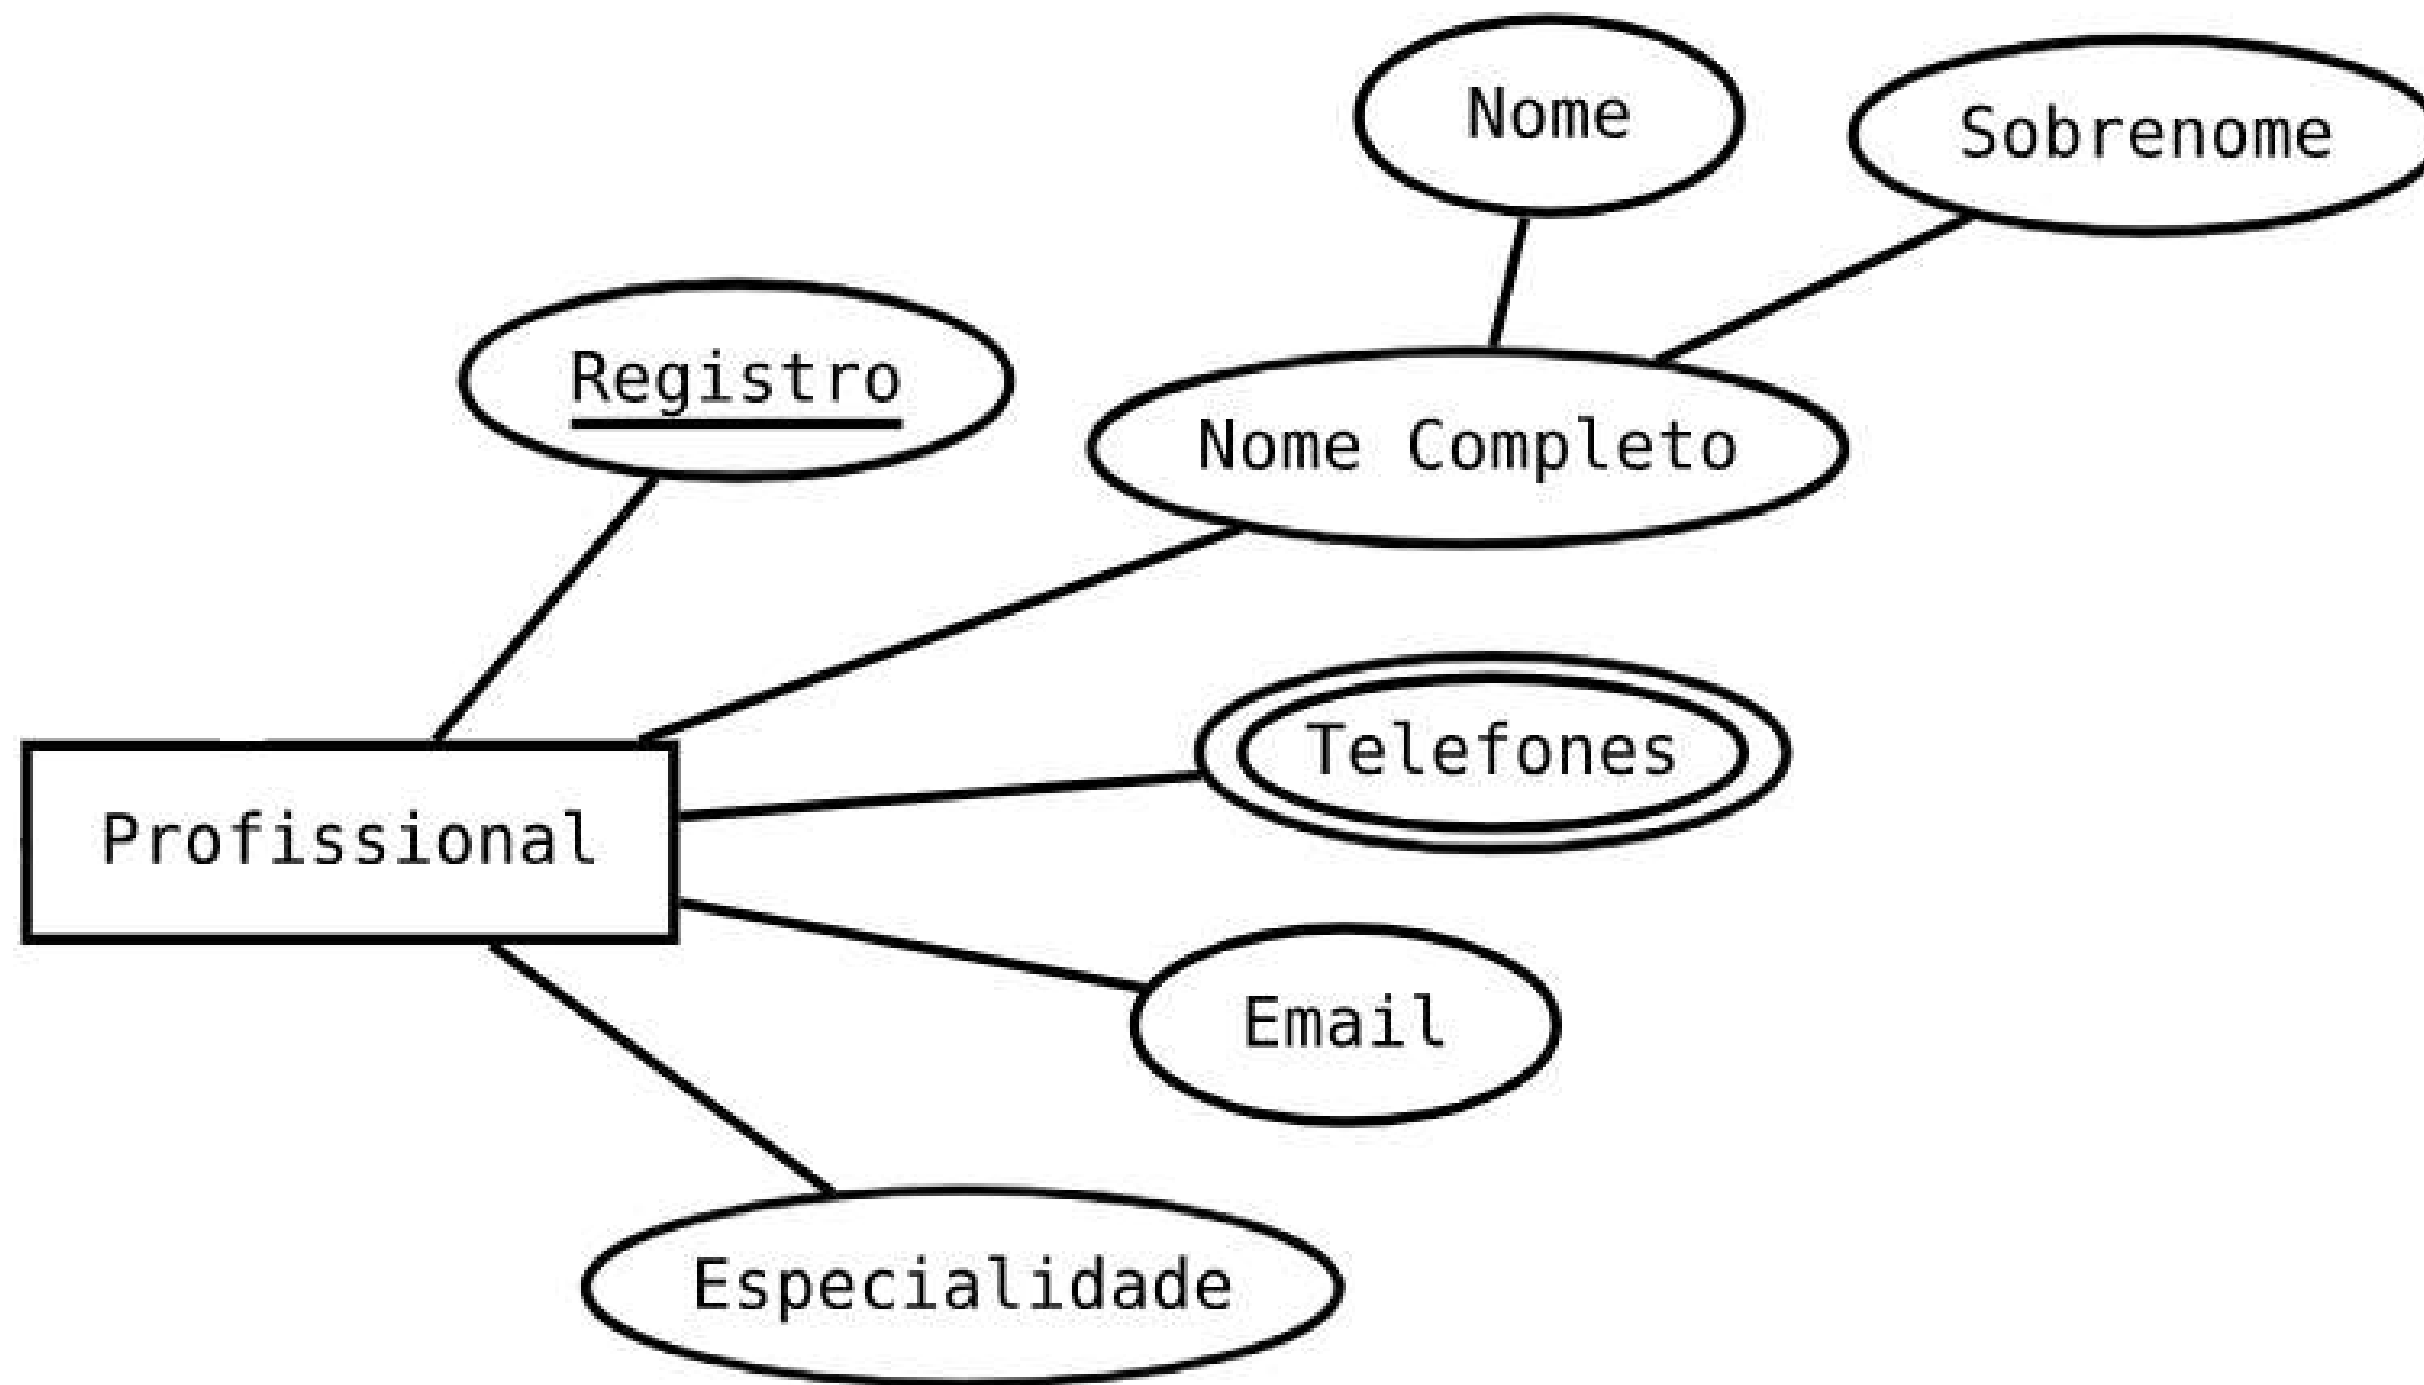 Nome
Sobrenome
Registro
Nome Completo
Telefones
Profissional
Email
Especialidade